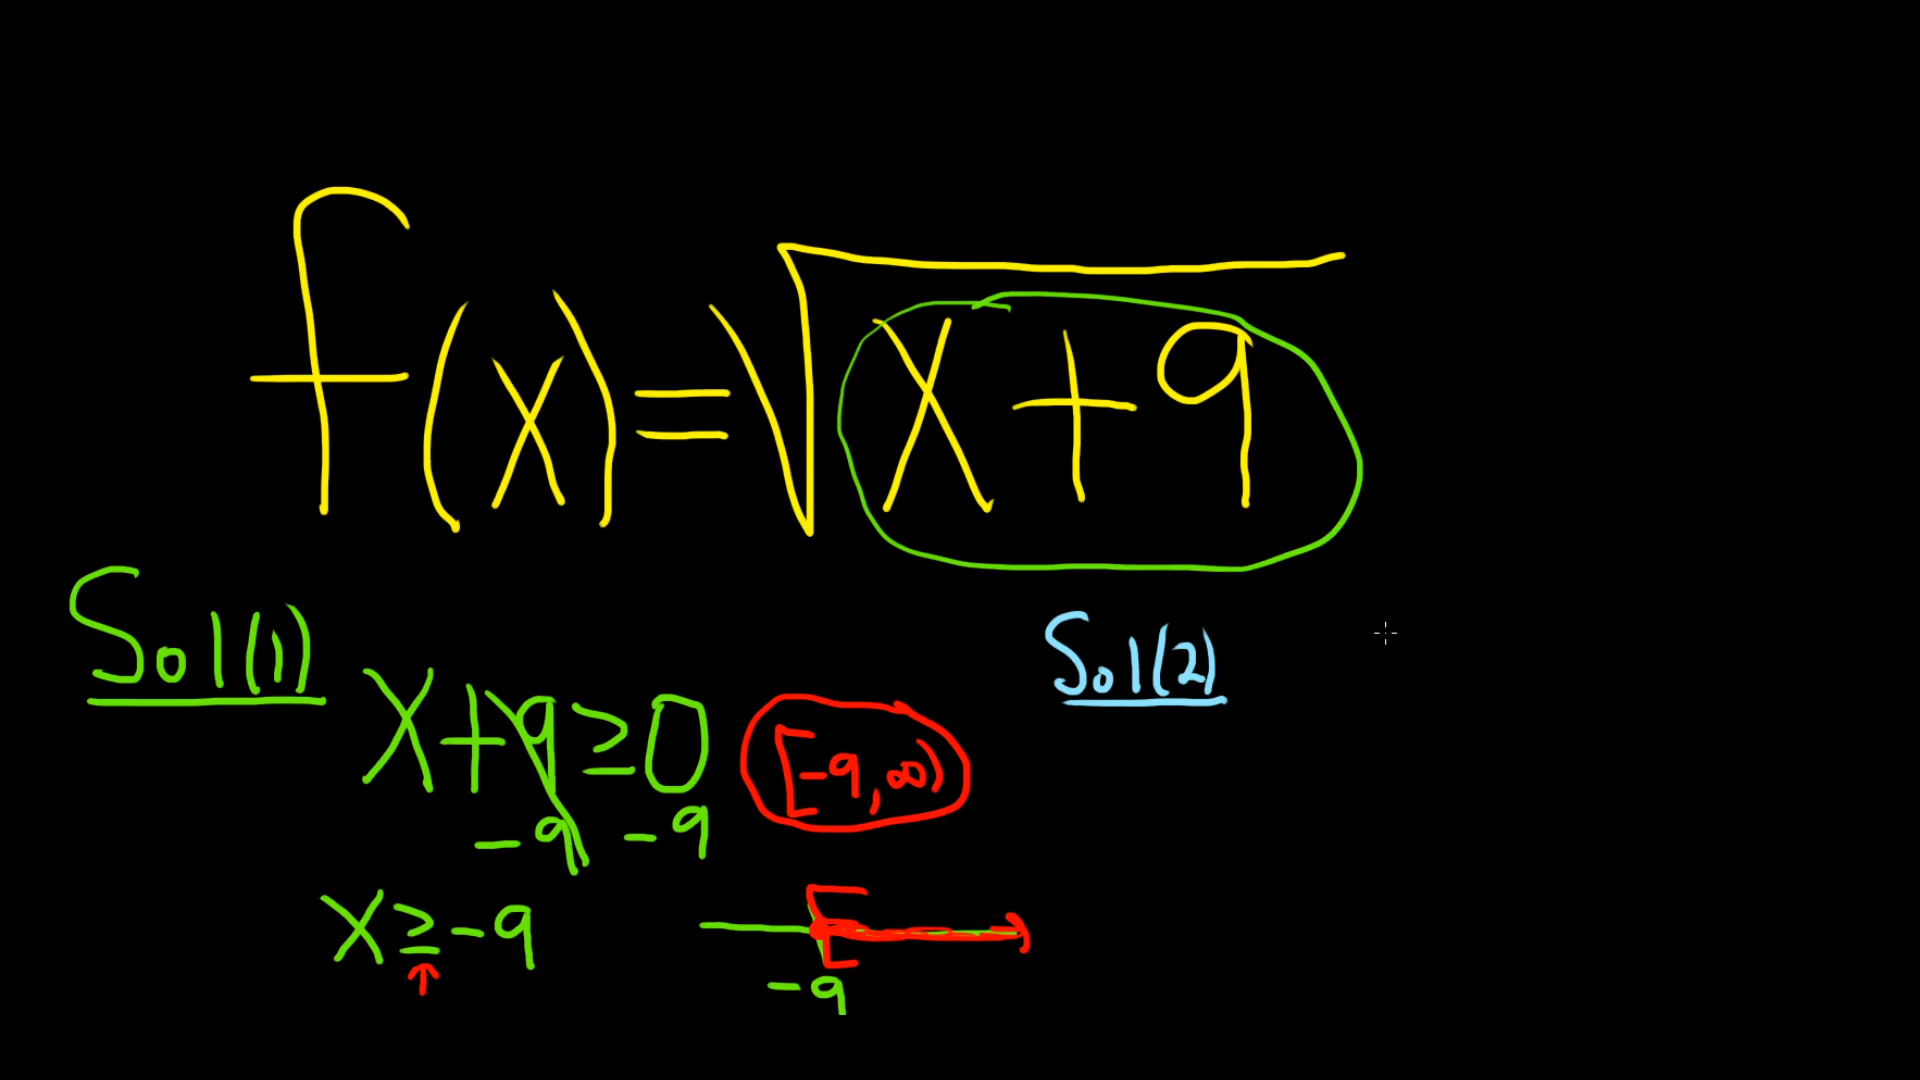 f(x)=√x+9
Sol(1)
x+9≥0
-9 -9
x≥-9
[-9,∞)
-9
Sol(2)